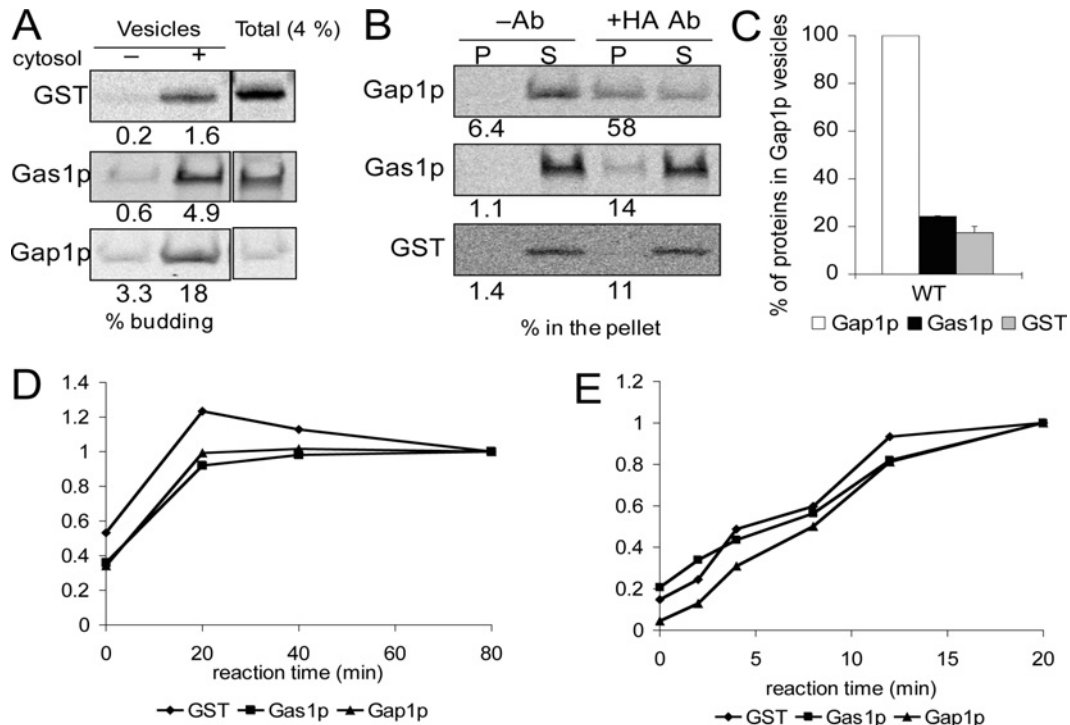 A
Vesicles Total (4 %)
cytosol – +
GST
0.2 1.6
Gas1p
0.6 4.9
Gap1p
3.3 18
% budding
B
–Ab +HA Ab
P S P S
Gap1p
6.4 58
Gas1p
1.1 14
GST
1.4 11
% in the pellet
C
% of proteins in Gap1p vesicles
100
80
60
40
20
0
WT
Gap1p Gas1p GST
D
1.4
1.2
1
0.8
0.6
0.4
0.2
0
0 20 40 60 80
reaction time (min)
GST Gas1p Gap1p
E
1.2
1
0.8
0.6
0.4
0.2
0
0 5 10 15 20
reaction time (min)
GST Gas1p Gap1p